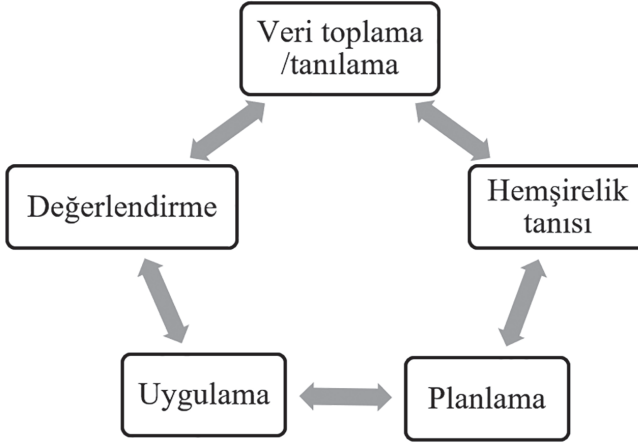 Veri toplama
/tanılama
Değerlendirme
Hemşirelik
tanısı
Uygulama
Planlama